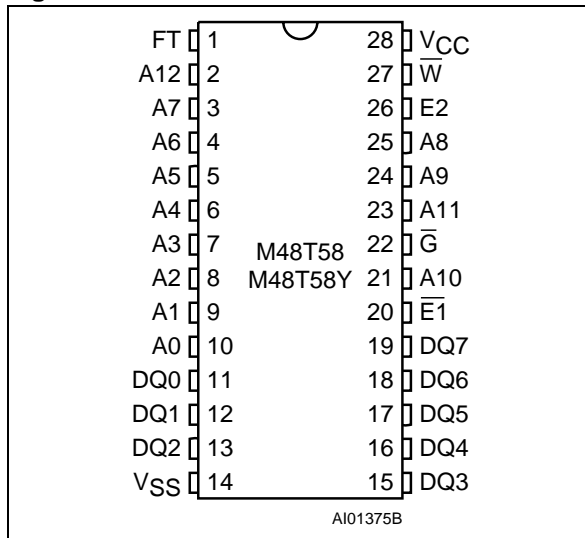 FT 1 28 VCC
A12 2 27 W̅
A7 3 26 E2
A6 4 25 A8
A5 5 24 A9
A4 6 23 A11
A3 7 M48T58 22 G̅
A2 8 M48T58Y 21 A10
A1 9 20 E̅1̅
A0 10 19 DQ7
DQ0 11 18 DQ6
DQ1 12 17 DQ5
DQ2 13 16 DQ4
VSS 14 15 DQ3
AI01375B